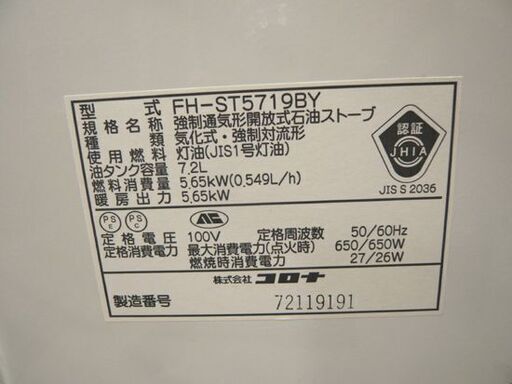 型式 FH-ST5719BY
規格名称 強制通気形開放式石油ストーブ
種類 気化式・強制対流形
使用燃料 灯油(JIS1号灯油)
油タンク容量 7.2L
燃料消費量 5.65kW(0.549L/h)
暖房出力 5.65kW
認証
JHIA
JIS S 2036
PS E
PS C
定格電圧 100V 定格周波数 50/60Hz
定格消費電力 最大消費電力(点火時) 650/650W
燃焼時消費電力 27/26W
株式会社 コロナ
製造番号 72119191